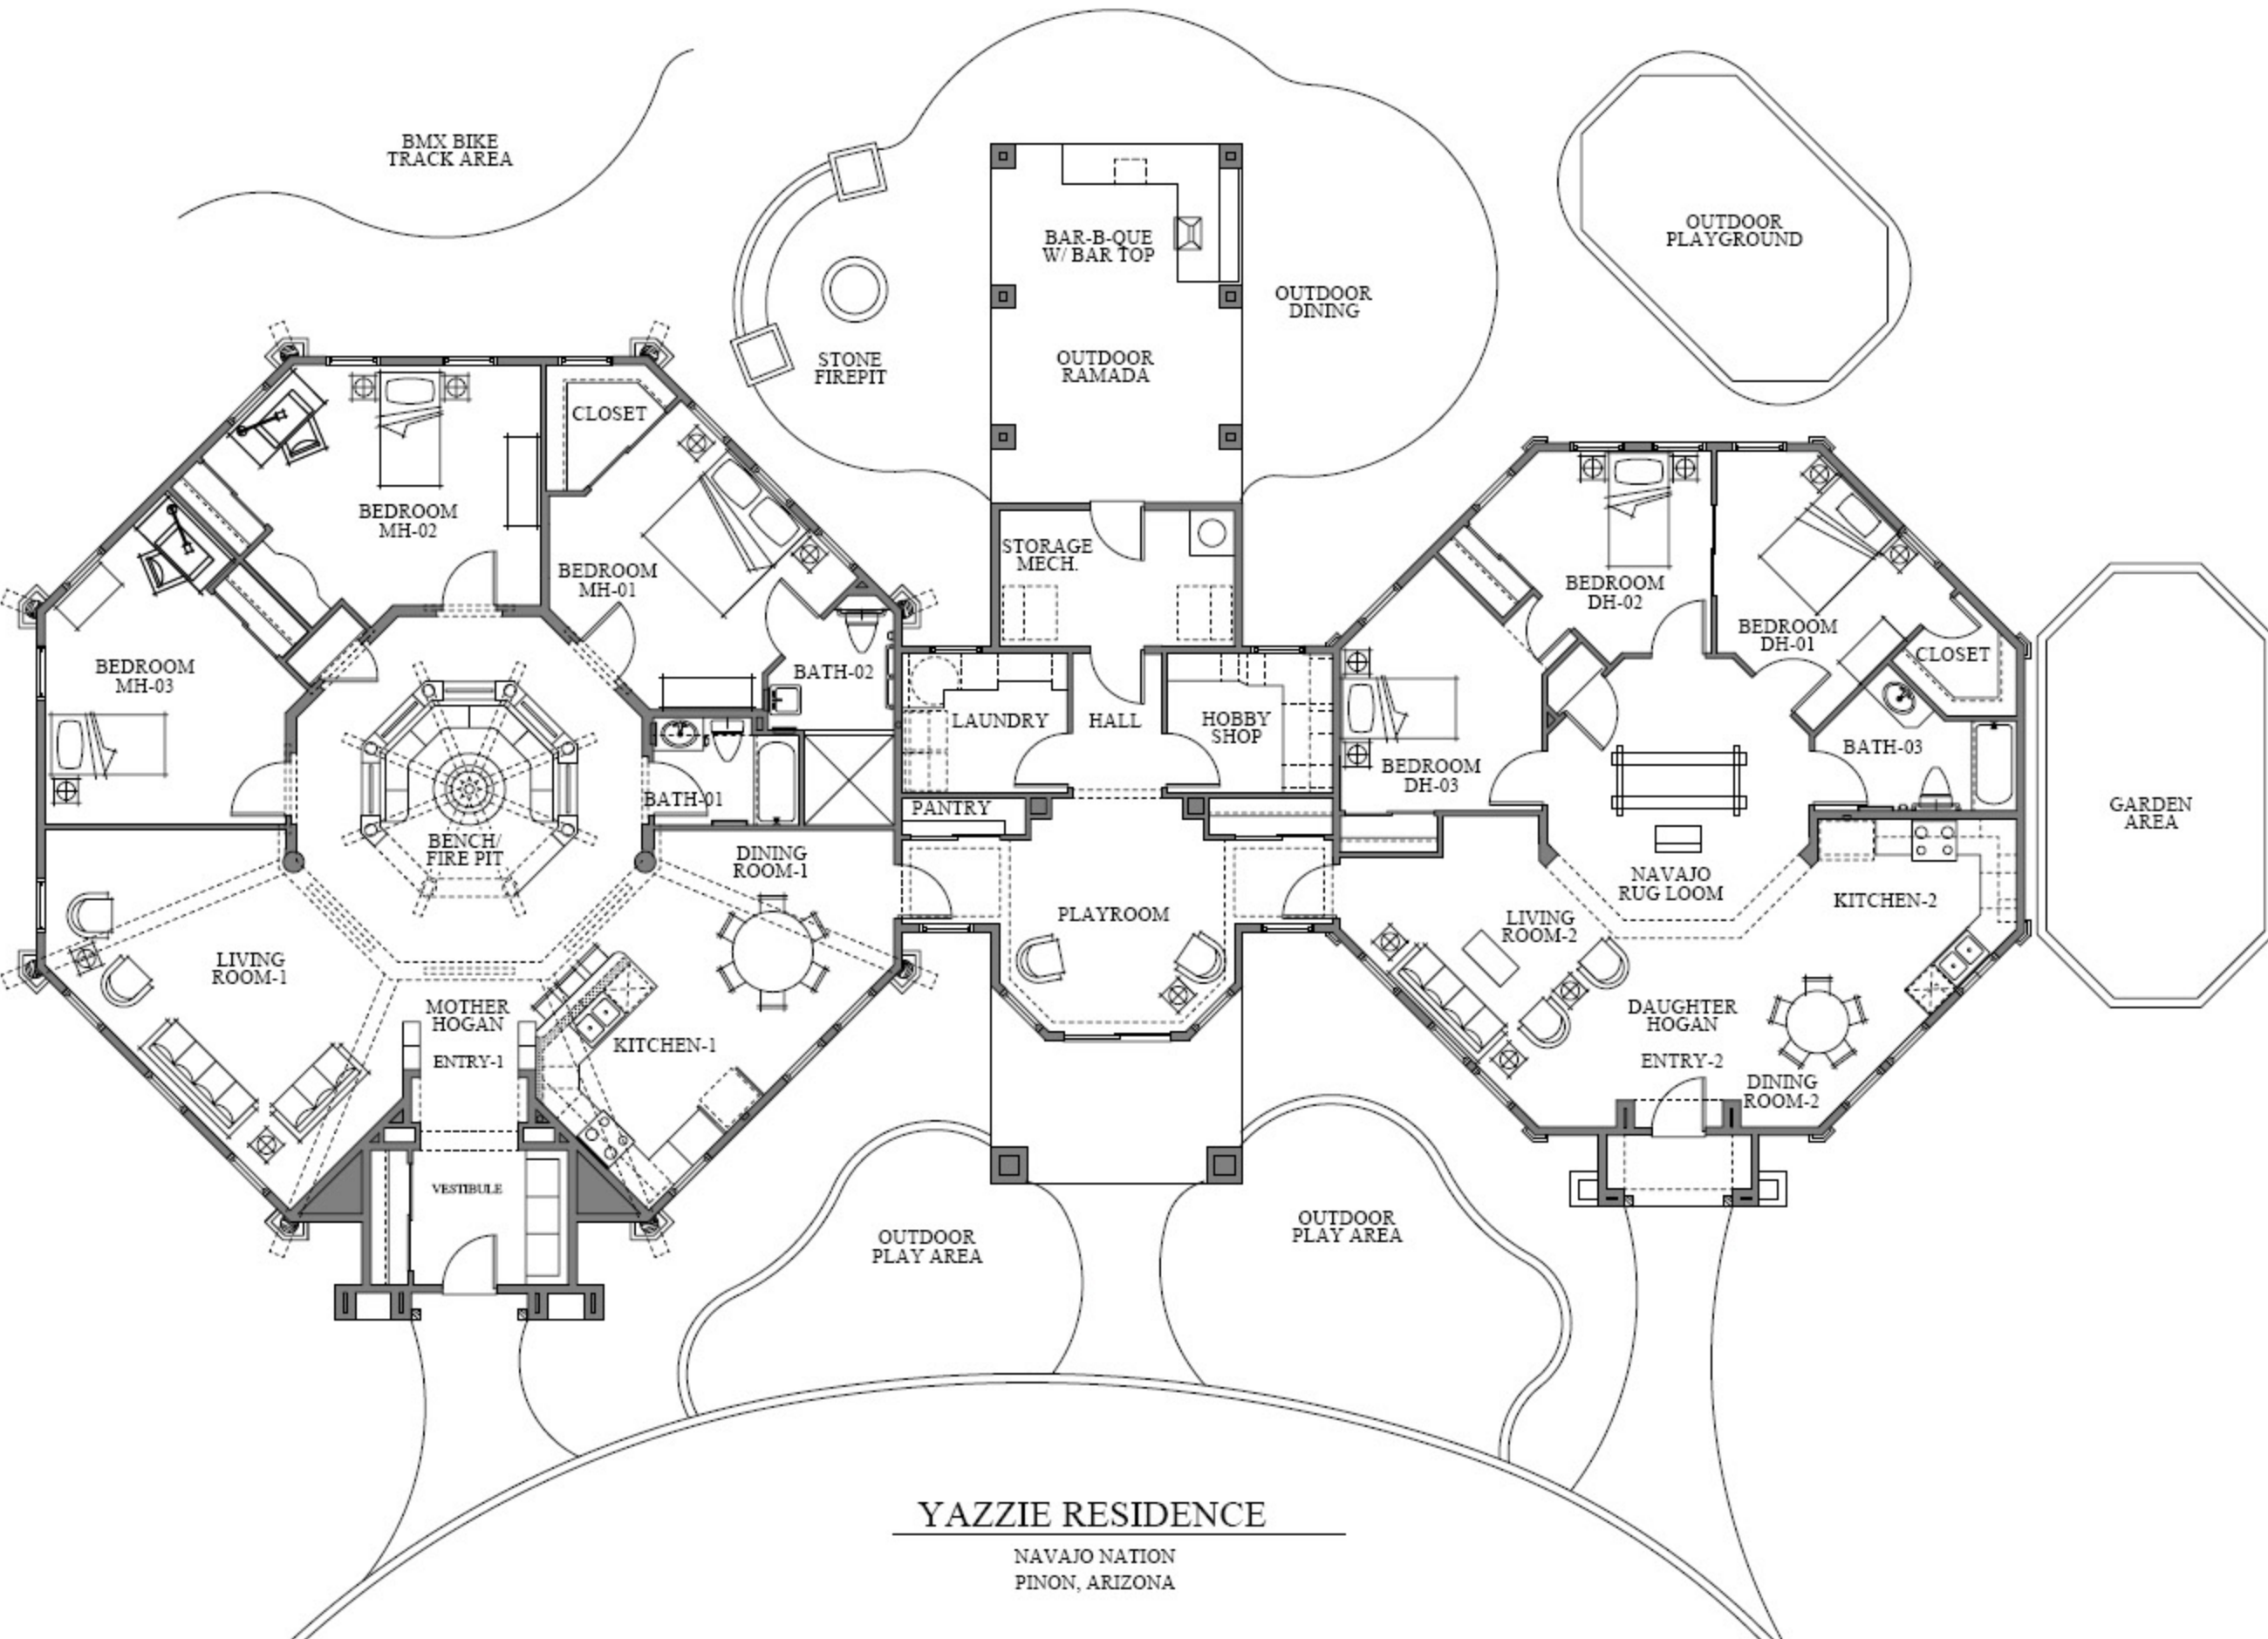 BMX BIKE
TRACK AREA
BAR-B-QUE
W/ BAR TOP
OUTDOOR
PLAYGROUND
OUTDOOR
DINING
STONE
FIREPIT
OUTDOOR
RAMADA
CLOSET
BEDROOM
MH-02
BEDROOM
MH-01
STORAGE
MECH.
BEDROOM
DH-02
BEDROOM
DH-01
CLOSET
BEDROOM
MH-03
BATH-02
LAUNDRY
HALL
HOBBY
SHOP
BATH-03
BEDROOM
DH-03
BATH-01
PANTRY
GARDEN
AREA
BENCH/
FIRE PIT
DINING
ROOM-1
NAVAJO
RUG LOOM
KITCHEN-2
PLAYROOM
LIVING
ROOM-2
LIVING
ROOM-1
MOTHER
HOGAN
ENTRY-1
KITCHEN-1
DAUGHTER
HOGAN
ENTRY-2
DINING
ROOM-2
VESTIBULE
OUTDOOR
PLAY AREA
OUTDOOR
PLAY AREA
YAZZIE RESIDENCE
NAVAJO NATION
PINON, ARIZONA